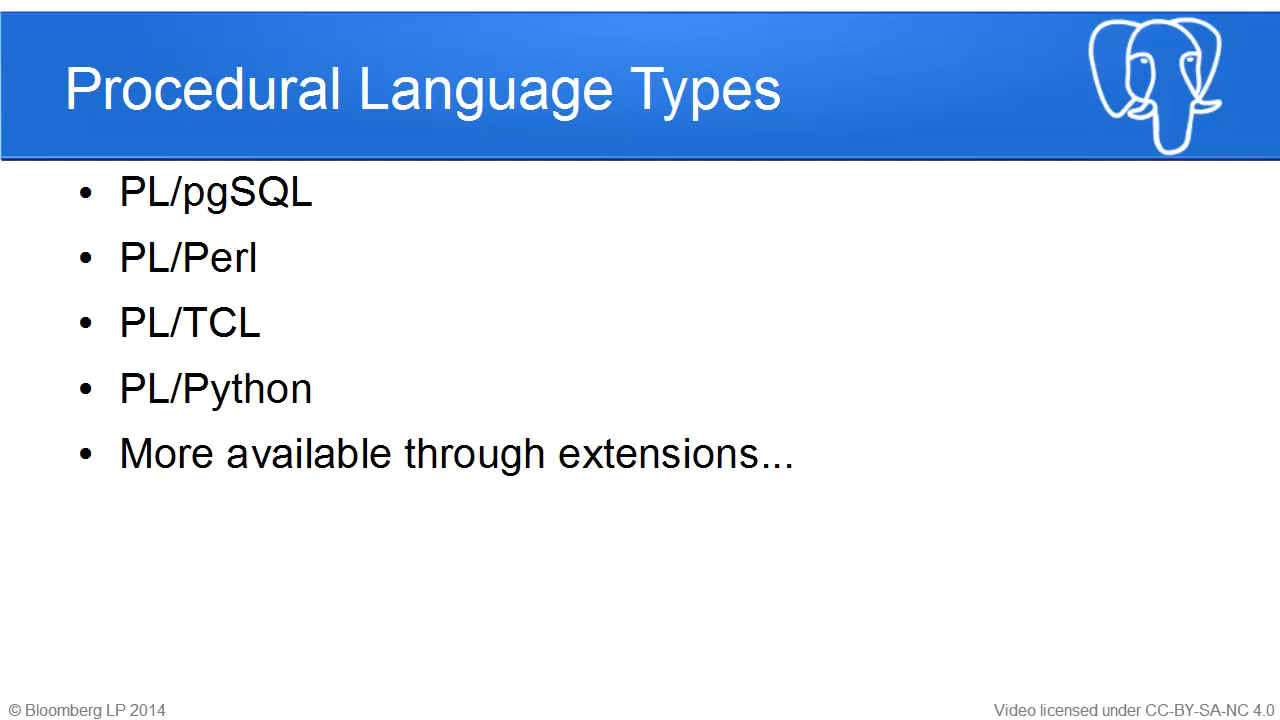 Procedural Language Types
• PL/pgSQL
• PL/Perl
• PL/TCL
• PL/Python
• More available through extensions...
© Bloomberg LP 2014
Video licensed under CC-BY-SA-NC 4.0